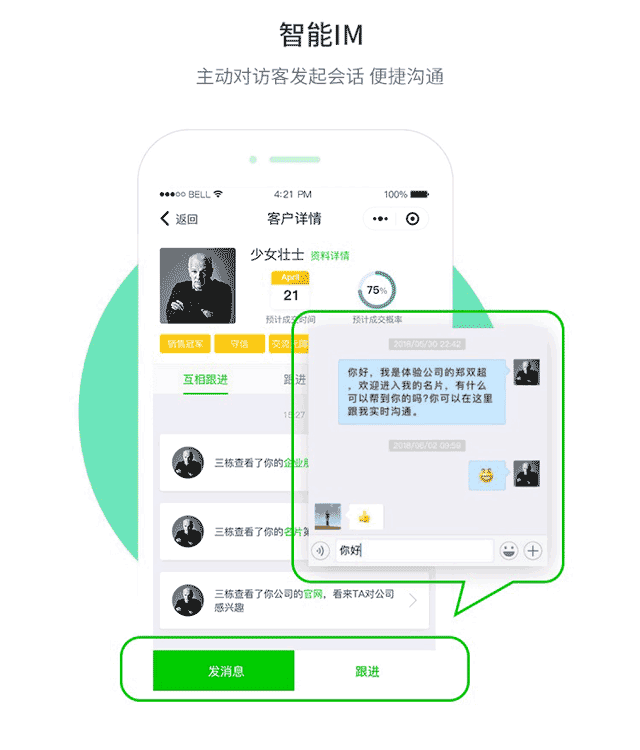 智能IM
主动对访客发起会话 便捷沟通
BELL
4:21 PM
100%
返回
客户详情
少女壮士 资料详情
April
21
75%
预计成交时间
预计成交概率
销售冠军
守信
交流无障
互相跟进
跟进
15:27
三栋查看了你的企业
三栋查看了你的名片
三栋查看了你公司的官网，看来TA对公司
感兴趣
2018/05/30 22:42
你好，我是体验公司的郑双超
，欢迎进入我的名片，有什么
可以帮到你的吗?你可以在这里
跟我实时沟通。
2018/06/02 09:59
你好
发消息
跟进